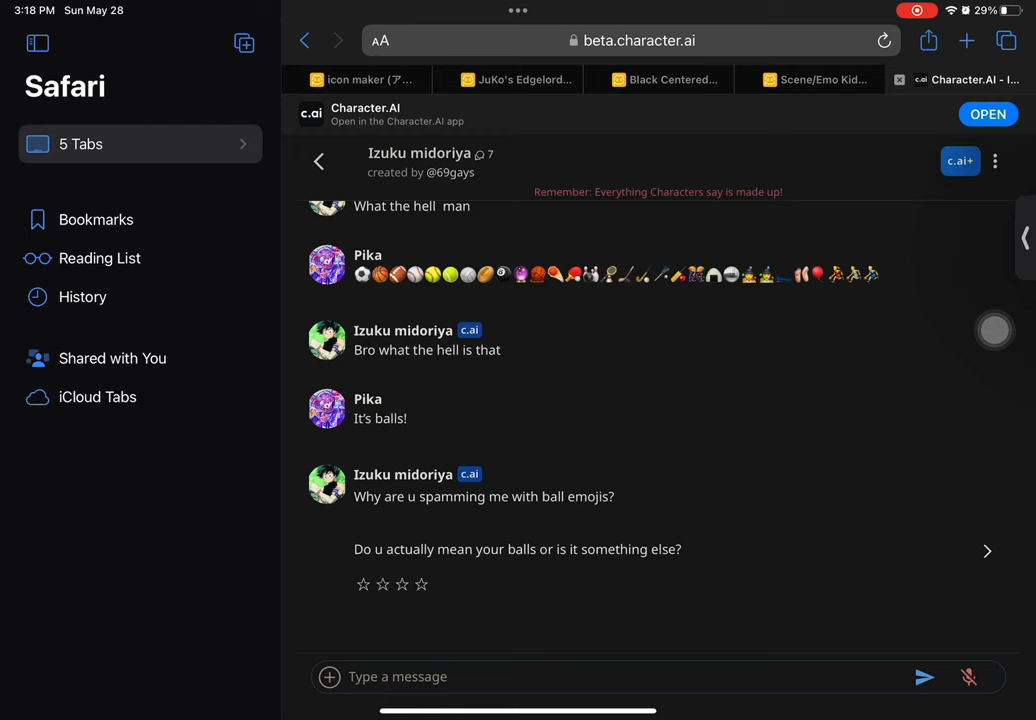 3:18 PM Sun May 28
29%
Safari
5 Tabs
Bookmarks
Reading List
History
Shared with You
iCloud Tabs
AA
beta.character.ai
icon maker (ア...
JuKo's Edgelord...
Black Centered...
Scene/Emo Kid...
c.ai
Character.AI - I...
c.ai
Character.AI
Open in the Character.AI app
OPEN
Izuku midoriya 7
created by @69gays
c.ai+
Remember: Everything Characters say is made up!
What the hell man
Pika
⚽🏀🏈⚾🥎🎾🏐🏉🎱🔮
Izuku midoriya c.ai
Bro what the hell is that
Pika
It's balls!
Izuku midoriya c.ai
Why are u spamming me with ball emojis?
Do u actually mean your balls or is it something else?
☆ ☆ ☆ ☆
Type a message